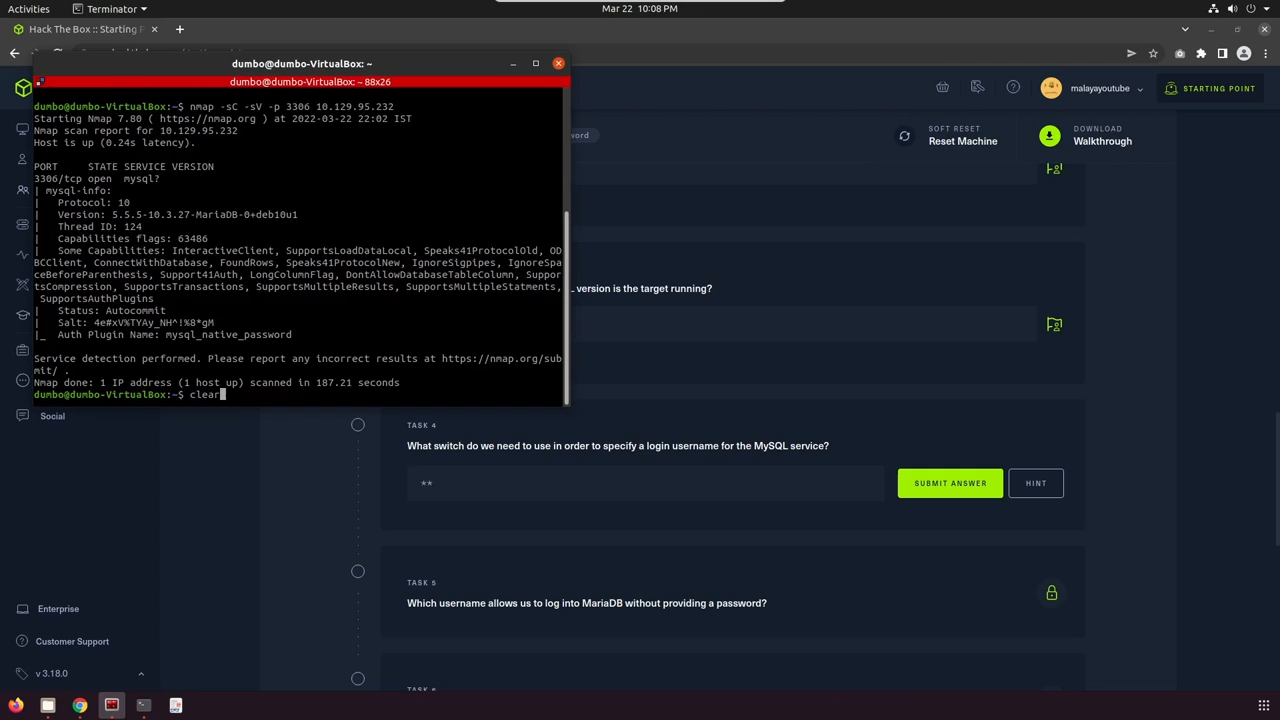 Activities
Terminator
Mar 22 10:08 PM
Hack The Box :: Starting
dumbo@dumbo-VirtualBox: ~
dumbo@dumbo-VirtualBox: ~ 88x26
malayayoutube
STARTING POINT
dumbo@dumbo-VirtualBox:~$ nmap -sC -sV -p 3306 10.129.95.232
Starting Nmap 7.80 ( https://nmap.org ) at 2022-03-22 22:02 IST
Nmap scan report for 10.129.95.232
Host is up (0.24s latency).
PORT     STATE SERVICE VERSION
3306/tcp open  mysql?
| mysql-info:
|   Protocol: 10
|   Version: 5.5.5-10.3.27-MariaDB-0+deb10u1
|   Thread ID: 124
|   Capabilities flags: 63486
|   Some Capabilities: InteractiveClient, SupportsLoadDataLocal, Speaks41ProtocolOld, OD
BCClient, ConnectWithDatabase, FoundRows, Speaks41ProtocolNew, IgnoreSigpipes, IgnoreSpa
ceBeforeParenthesis, Support41Auth, LongColumnFlag, DontAllowDatabaseTableColumn, Suppor
tsCompression, SupportsTransactions, SupportsMultipleResults, SupportsMultipleStatments,
 SupportsAuthPlugins
|   Status: Autocommit
|   Salt: 4e#xV%TYAy_NH^!%8*gM
|_  Auth Plugin Name: mysql_native_password
Service detection performed. Please report any incorrect results at https://nmap.org/sub
mit/ .
Nmap done: 1 IP address (1 host up) scanned in 187.21 seconds
dumbo@dumbo-VirtualBox:~$ clear
word
SOFT RESET
Reset Machine
DOWNLOAD
Walkthrough
L version is the target running?
Social
TASK 4
What switch do we need to use in order to specify a login username for the MySQL service?
**
SUBMIT ANSWER
HINT
TASK 5
Which username allows us to log into MariaDB without providing a password?
Enterprise
Customer Support
v 3.18.0
TASK 6